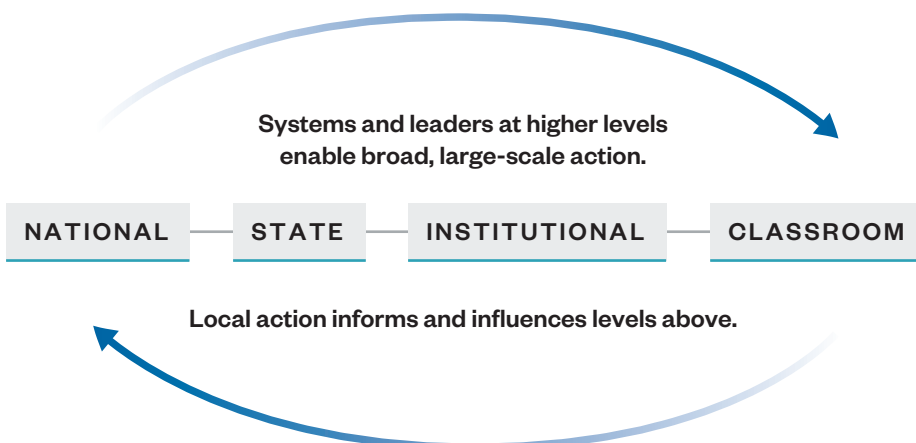 Systems and leaders at higher levels
enable broad, large-scale action.
NATIONAL STATE INSTITUTIONAL CLASSROOM
Local action informs and influences levels above.